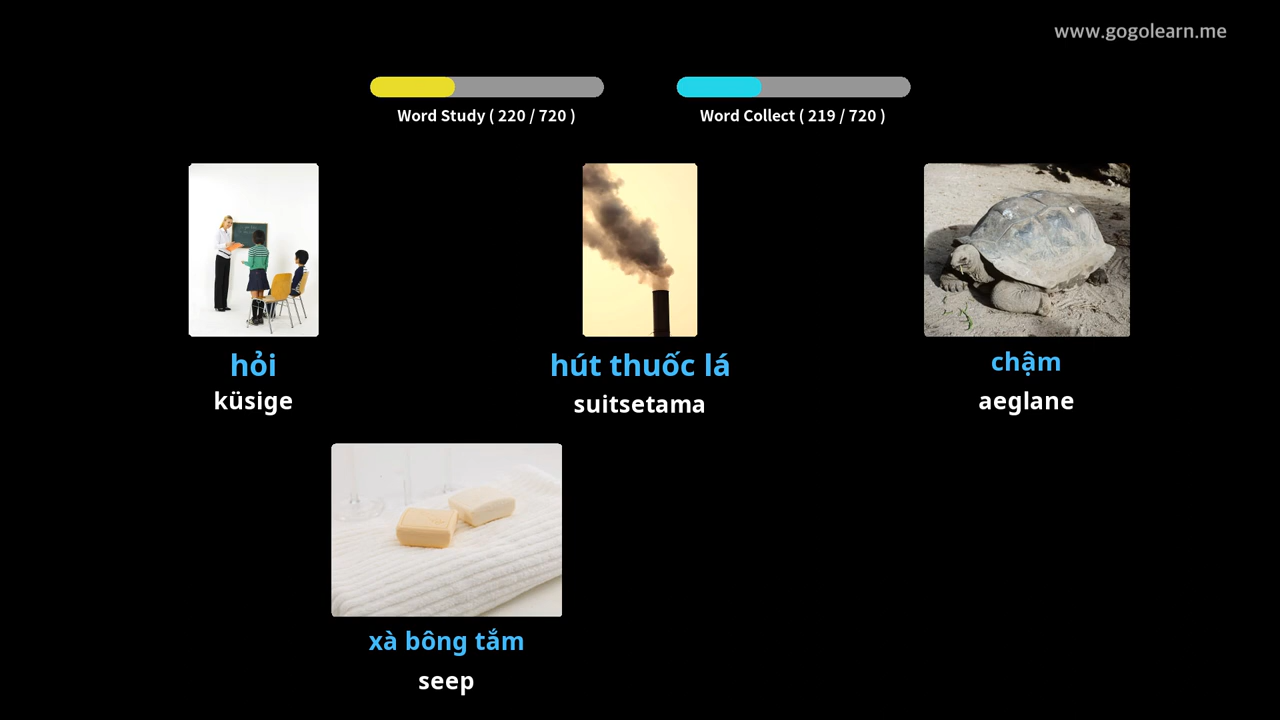 www.gogolearn.me
Word Study ( 220 / 720 )
Word Collect ( 219 / 720 )
hỏi
küsige
hút thuốc lá
suitsetama
chậm
aeglane
xà bông tắm
seep